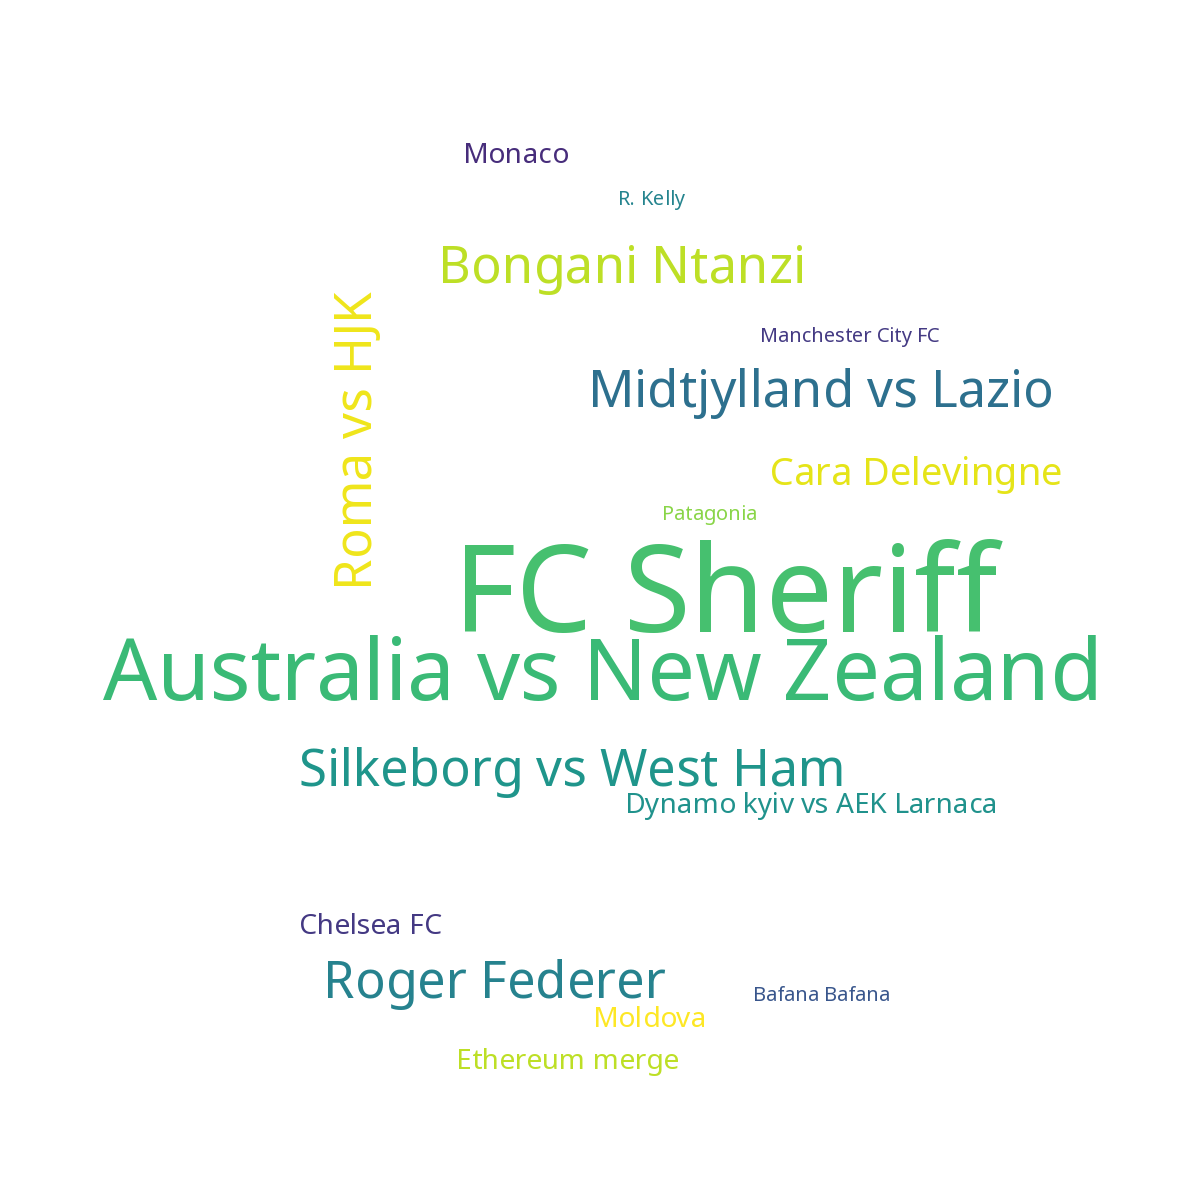 Monaco
R. Kelly
Bongani Ntanzi
Roma vs HJK
Manchester City FC
Midtjylland vs Lazio
Cara Delevingne
Patagonia
FC Sheriff
Australia vs New Zealand
Silkeborg vs West Ham
Dynamo kyiv vs AEK Larnaca
Chelsea FC
Roger Federer
Bafana Bafana
Moldova
Ethereum merge